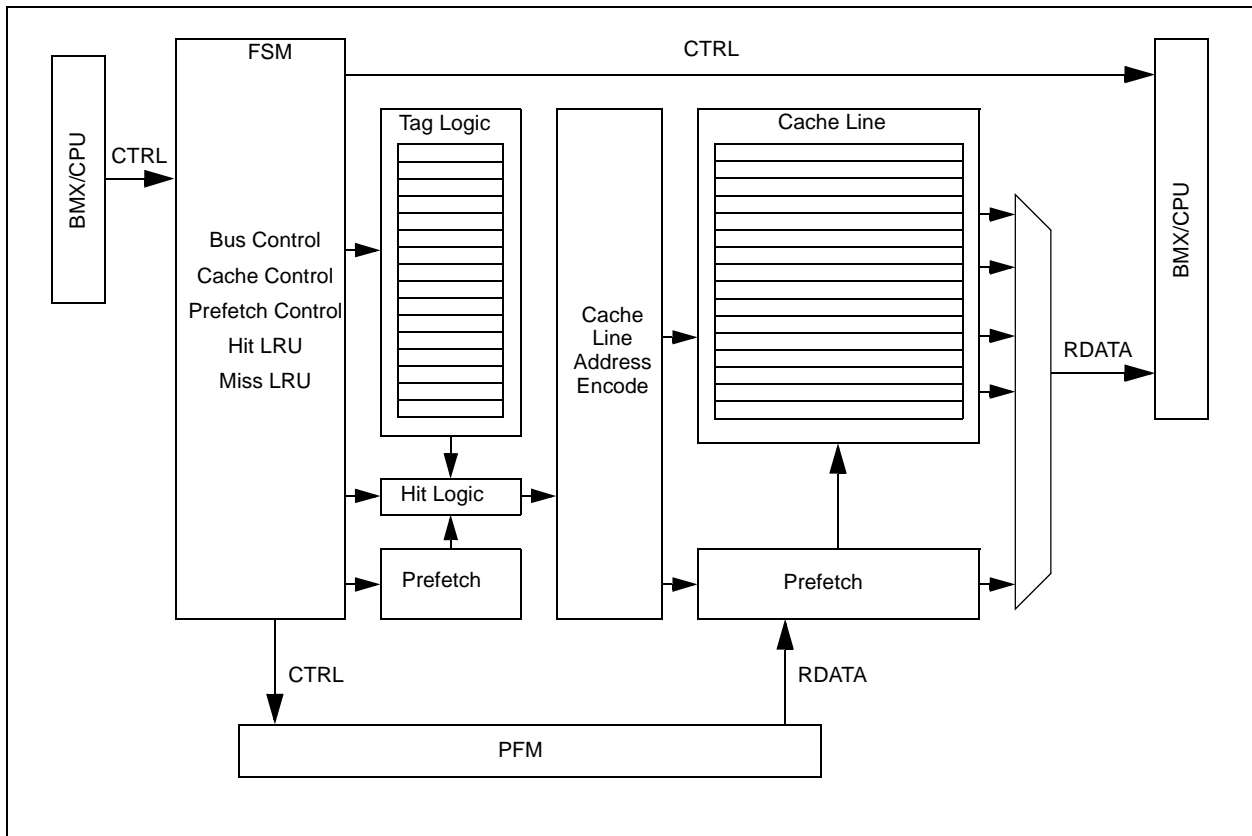 FSM
CTRL
BMX/CPU
CTRL
Tag Logic
Cache Line
BMX/CPU
Bus Control
Cache Control
Prefetch Control
Hit LRU
Miss LRU
Cache
Line
Address
Encode
RDATA
Hit Logic
Prefetch
Prefetch
CTRL
RDATA
PFM